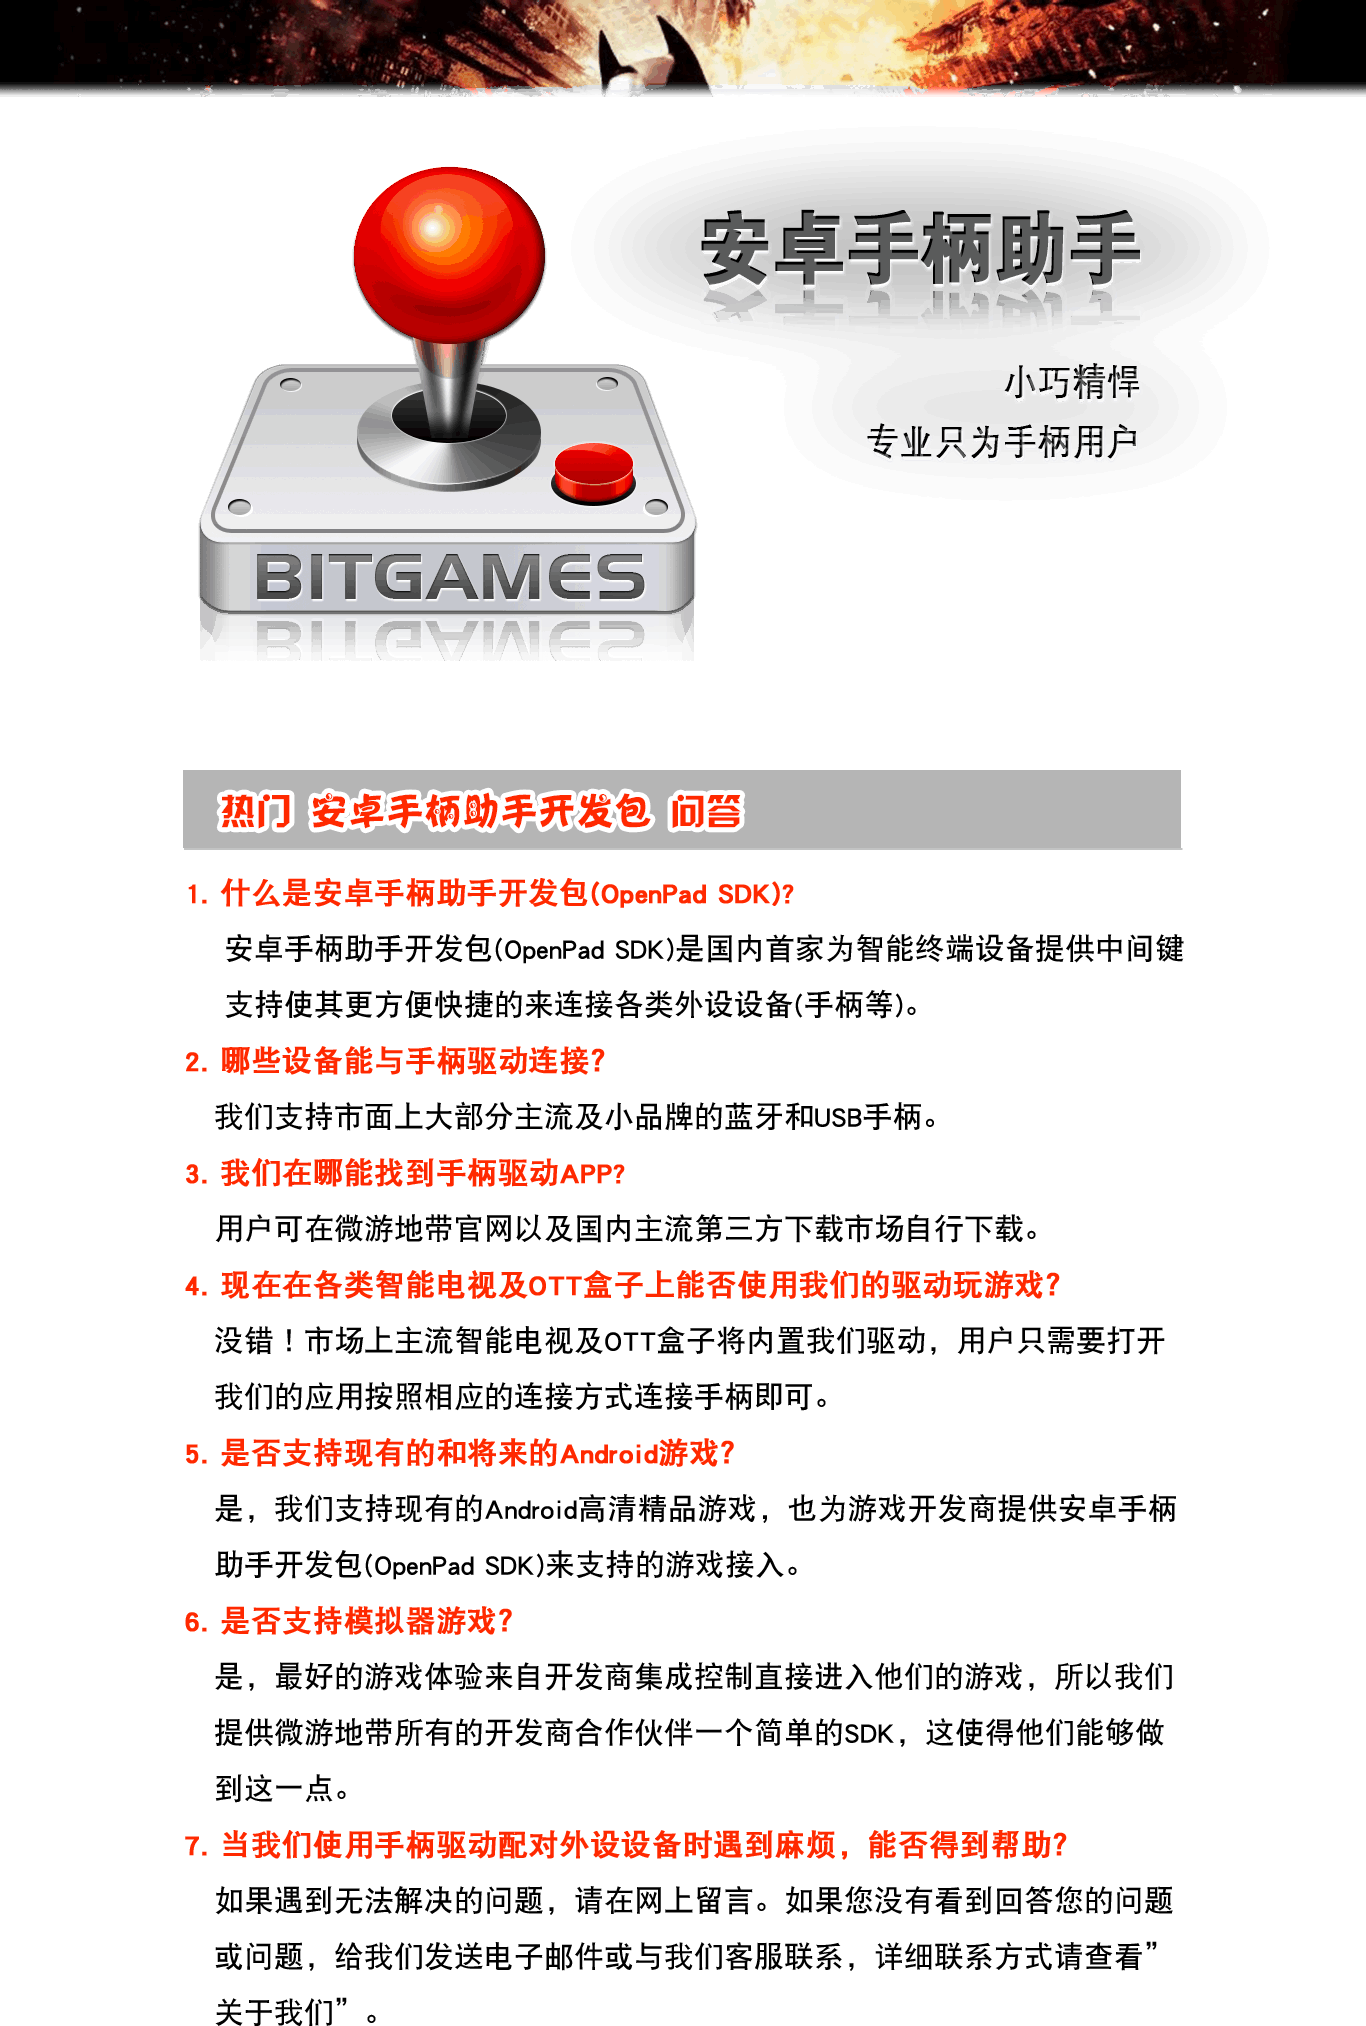 安卓手柄助手
小巧精悍
专业只为手柄用户
BITGAMES
热门 安卓手柄助手开发包 问答
1. 什么是安卓手柄助手开发包(OpenPad SDK)?
安卓手柄助手开发包(OpenPad SDK)是国内首家为智能终端设备提供中间键
支持使其更方便快捷的来连接各类外设设备(手柄等)。
2. 哪些设备能与手柄驱动连接?
我们支持市面上大部分主流及小品牌的蓝牙和USB手柄。
3. 我们在哪能找到手柄驱动APP?
用户可在微游地带官网以及国内主流第三方下载市场自行下载。
4. 现在在各类智能电视及OTT盒子上能否使用我们的驱动玩游戏?
没错！市场上主流智能电视及OTT盒子将内置我们驱动，用户只需要打开
我们的应用按照相应的连接方式连接手柄即可。
5. 是否支持现有的和将来的Android游戏?
是，我们支持现有的Android高清精品游戏，也为游戏开发商提供安卓手柄
助手开发包(OpenPad SDK)来支持的游戏接入。
6. 是否支持模拟器游戏?
是，最好的游戏体验来自开发商集成控制直接进入他们的游戏，所以我们
提供微游地带所有的开发商合作伙伴一个简单的SDK，这使得他们能够做
到这一点。
7. 当我们使用手柄驱动配对外设设备时遇到麻烦，能否得到帮助?
如果遇到无法解决的问题，请在网上留言。如果您没有看到回答您的问题
或问题，给我们发送电子邮件或与我们客服联系，详细联系方式请查看”
关于我们”。